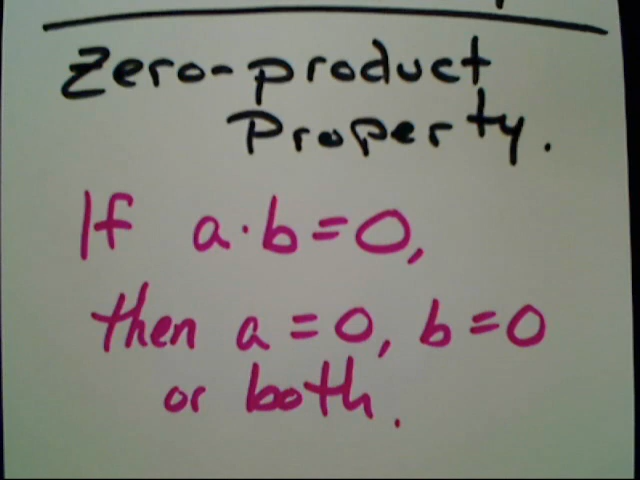 Zero-product
Property.
If a·b=0,
then a=0, b=0
or both.